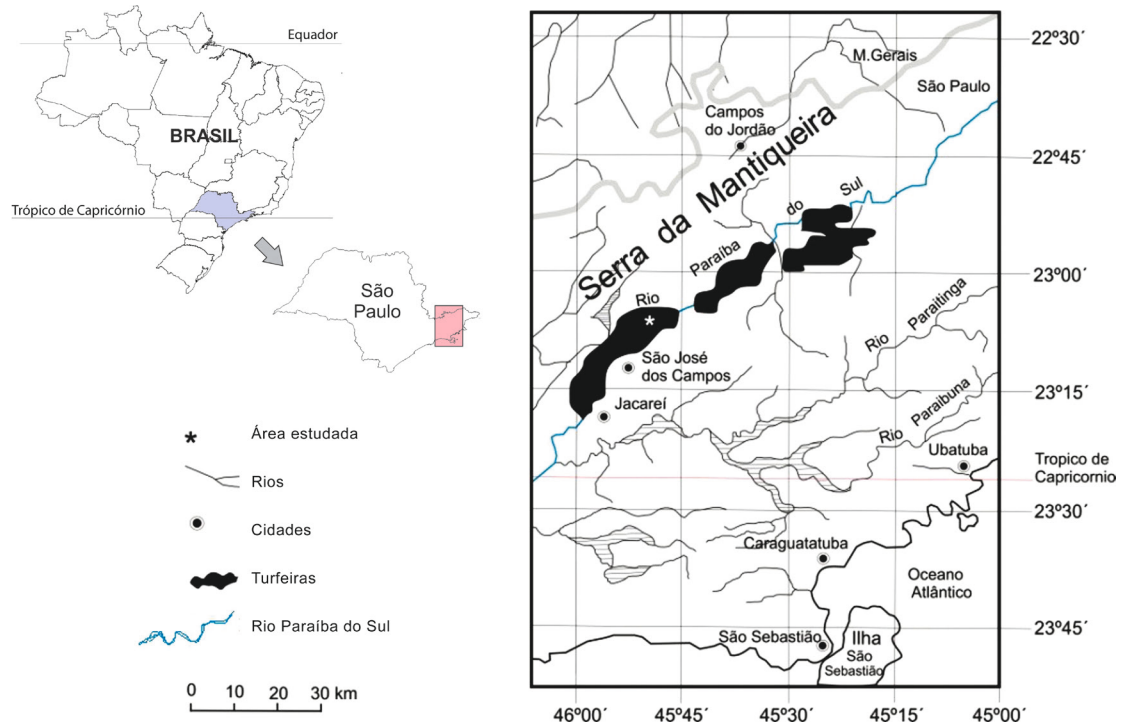 Equador
BRASIL
Trópico de Capricórnio
São
Paulo
*
Área estudada
Rios
Cidades
Turfeiras
Rio Paraíba do Sul
0 10 20 30 km
22º30´
M.Gerais
São Paulo
Campos
do Jordão
22º45´
Serra da Mantiqueira
Rio Paraíba do Sul
23º00´
*
Rio Paraitinga
São José
dos Campos
23º15´
Jacareí
Rio Paraibuna
Ubatuba
Tropico de
Capricornio
23º30´
Caraguatatuba
Oceano
Atlântico
23º45´
São Sebastião
Ilha
São
Sebastião
46º00´ 45º45´ 45º30´ 45º15´ 45º00´